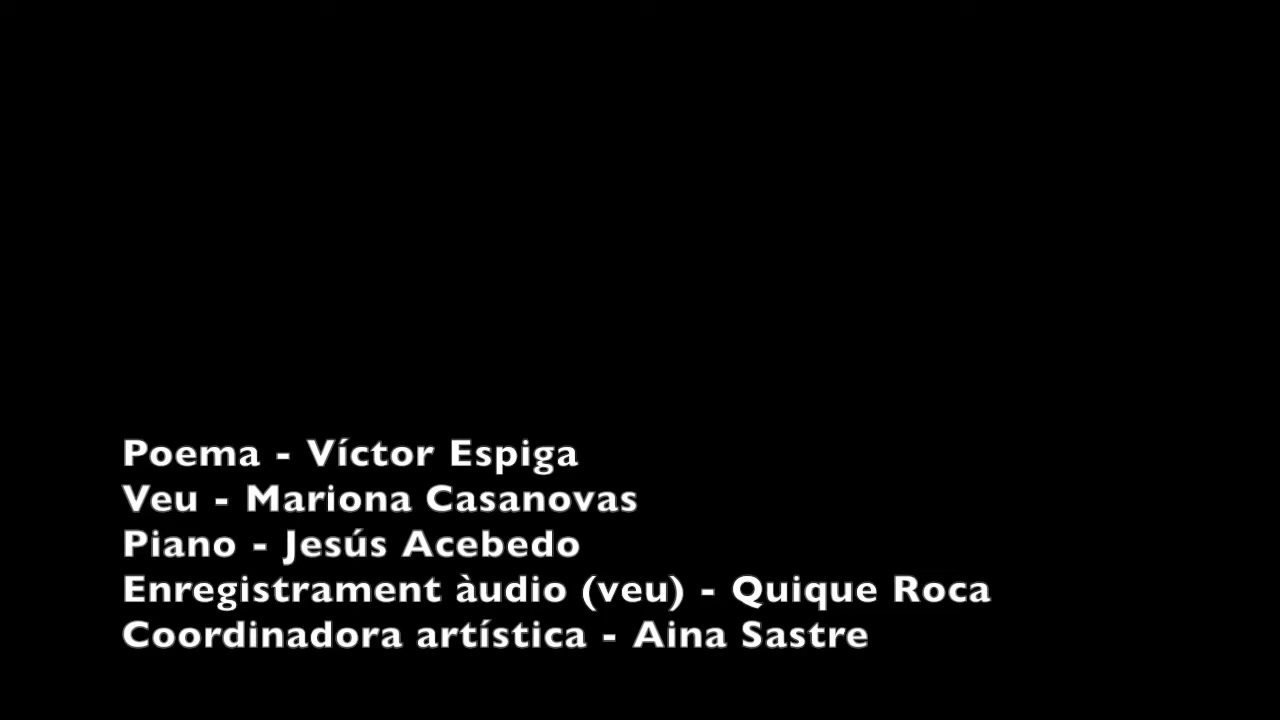 Poema - Víctor Espiga
Veu - Mariona Casanovas
Piano - Jesús Acebedo
Enregistrament àudio (veu) - Quique Roca
Coordinadora artística - Aina Sastre